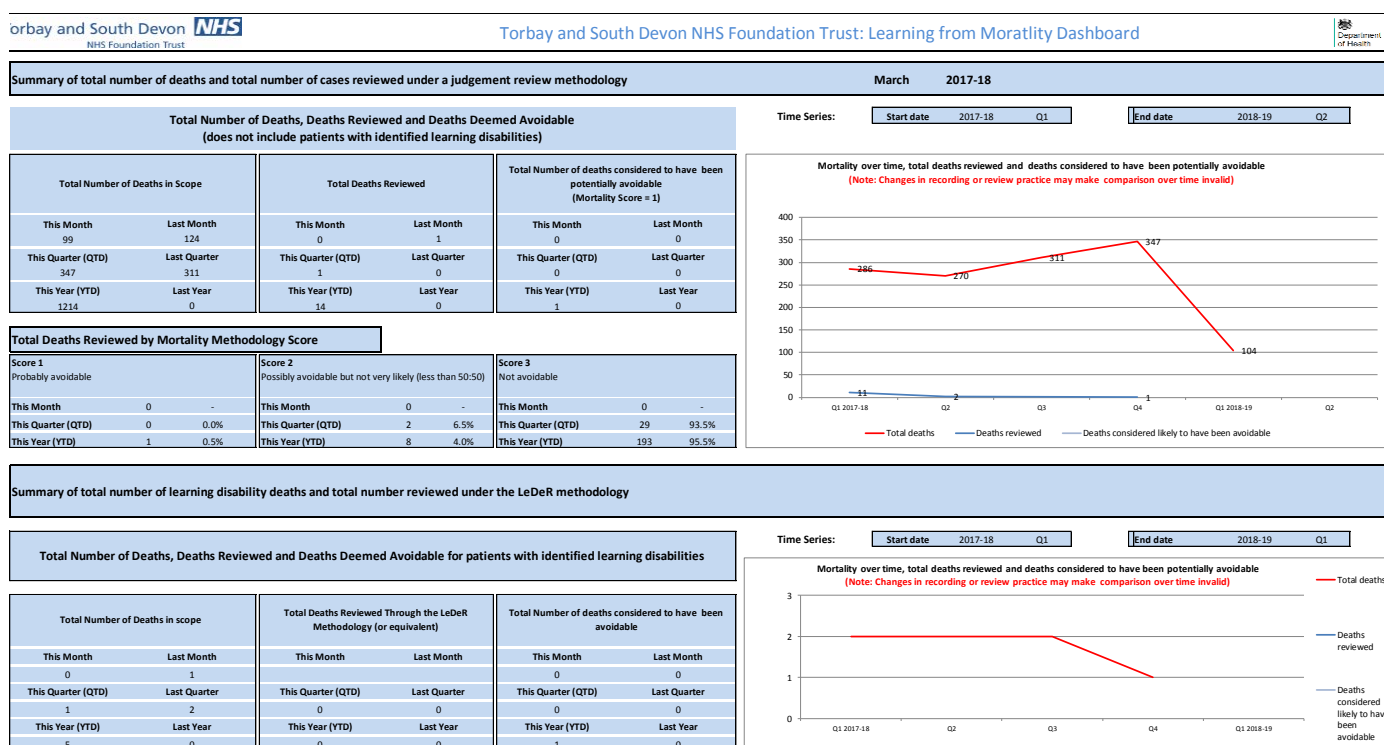 orbay and South Devon NHS
NHS Foundation Trust
Torbay and South Devon NHS Foundation Trust: Learning from Moratlity Dashboard
Department
of Health
Summary of total number of deaths and total number of cases reviewed under a judgement review methodology March 2017-18
Total Number of Deaths, Deaths Reviewed and Deaths Deemed Avoidable
(does not include patients with identified learning disabilities)
Time Series: Start date 2017-18 Q1 End date 2018-19 Q2
Total Number of Deaths in Scope
This Month Last Month
99 124
This Quarter (QTD) Last Quarter
347 311
This Year (YTD) Last Year
1214 0
Total Deaths Reviewed
This Month Last Month
0 1
This Quarter (QTD) Last Quarter
1 0
This Year (YTD) Last Year
14 0
Total Number of deaths considered to have been
potentially avoidable
(Mortality Score = 1)
This Month Last Month
0 0
This Quarter (QTD) Last Quarter
0 0
This Year (YTD) Last Year
1 0
Mortality over time, total deaths reviewed and deaths considered to have been potentially avoidable
(Note: Changes in recording or review practice may make comparison over time invalid)
400
350
300
250
200
150
100
50
0
286
270
311
347
104
11
2
1
Q1 2017-18 Q2 Q3 Q4 Q1 2018-19 Q2
Total deaths Deaths reviewed Deaths considered likely to have been avoidable
Total Deaths Reviewed by Mortality Methodology Score
Score 1
Probably avoidable
This Month 0 -
This Quarter (QTD) 0 0.0%
This Year (YTD) 1 0.5%
Score 2
Possibly avoidable but not very likely (less than 50:50)
This Month 0 -
This Quarter (QTD) 2 6.5%
This Year (YTD) 8 4.0%
Score 3
Not avoidable
This Month 0 -
This Quarter (QTD) 29 93.5%
This Year (YTD) 193 95.5%
Summary of total number of learning disability deaths and total number reviewed under the LeDeR methodology
Total Number of Deaths, Deaths Reviewed and Deaths Deemed Avoidable for patients with identified learning disabilities
Time Series: Start date 2017-18 Q1 End date 2018-19 Q1
Total Number of Deaths in scope
This Month Last Month
0 1
This Quarter (QTD) Last Quarter
1 2
This Year (YTD) Last Year
5 0
Total Deaths Reviewed Through the LeDeR
Methodology (or equivalent)
This Month Last Month
This Quarter (QTD) Last Quarter
0 0
This Year (YTD) Last Year
0 0
Total Number of deaths considered to have been
avoidable
This Month Last Month
0 0
This Quarter (QTD) Last Quarter
0 0
This Year (YTD) Last Year
1 0
Mortality over time, total deaths reviewed and deaths considered to have been potentially avoidable
(Note: Changes in recording or review practice may make comparison over time invalid)
3
2
1
0
Q1 2017-18 Q2 Q3 Q4 Q1 2018-19
Total deaths
Deaths
reviewed
Deaths
considered
likely to hav
been
avoidable